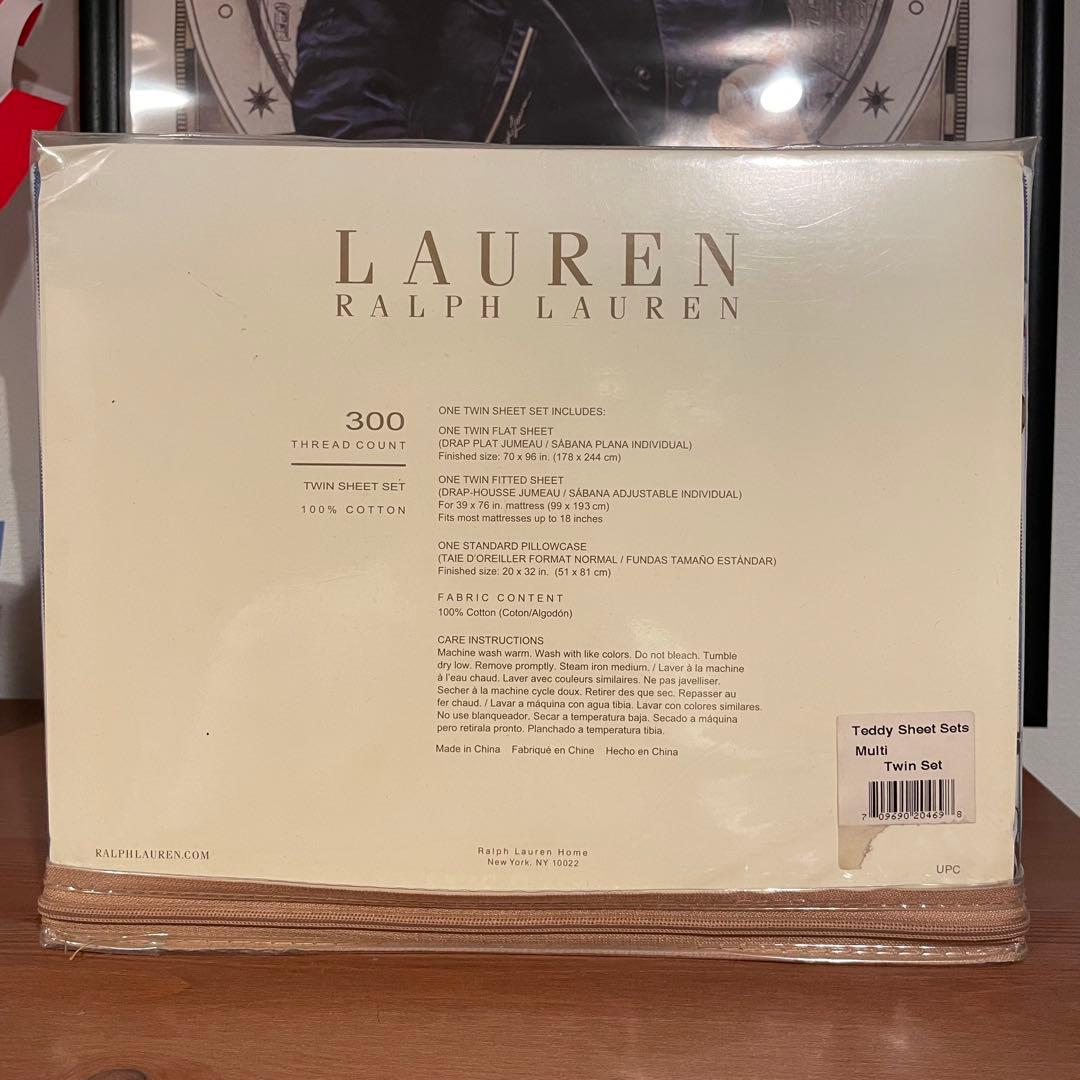 LAUREN
RALPH LAUREN
300
THREAD COUNT
TWIN SHEET SET
100% COTTON
ONE TWIN SHEET SET INCLUDES:
ONE TWIN FLAT SHEET
(DRAP PLAT JUMEAU / SÁBANA PLANA INDIVIDUAL)
Finished size: 70 x 96 in. (178 x 244 cm)
ONE TWIN FITTED SHEET
(DRAP-HOUSSE JUMEAU / SÁBANA ADJUSTABLE INDIVIDUAL)
For 39 x 76 in. mattress (99 x 193 cm)
Fits most mattresses up to 18 inches
ONE STANDARD PILLOWCASE
(TAIE D'OREILLER FORMAT NORMAL / FUNDAS TAMAÑO ESTÁNDAR)
Finished size: 20 x 32 in. (51 x 81 cm)
FABRIC CONTENT
100% Cotton (Coton/Algodón)
CARE INSTRUCTIONS
Machine wash warm. Wash with like colors. Do not bleach. Tumble
dry low. Remove promptly. Steam iron medium. / Laver à la machine
à l'eau chaud. Laver avec couleurs similaires. Ne pas javelliser.
Secher à la machine cycle doux. Retirer des que sec. Repasser au
fer chaud. / Lavar a máquina con agua tibia. Lavar con colores similares.
No use blanqueador. Secar a temperatura baja. Secado a máquina
pero retirala pronto. Planchado a temperatura tibia.
Made in China Fabriqué en Chine Hecho en China
Teddy Sheet Sets
Multi
Twin Set
7 09690 20469 8
UPC
RALPHLAUREN.COM
Ralph Lauren Home
New York, NY 10022